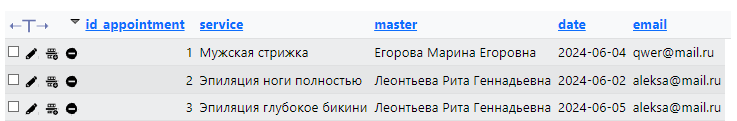 ←T→ id_appointment service master date email
1 Мужская стрижка Егорова Марина Егоровна 2024-06-04 qwer@mail.ru
2 Эпиляция ноги полностью Леонтьева Рита Геннадьевна 2024-06-02 aleksa@mail.ru
3 Эпиляция глубокое бикини Леонтьева Рита Геннадьевна 2024-06-05 aleksa@mail.ru